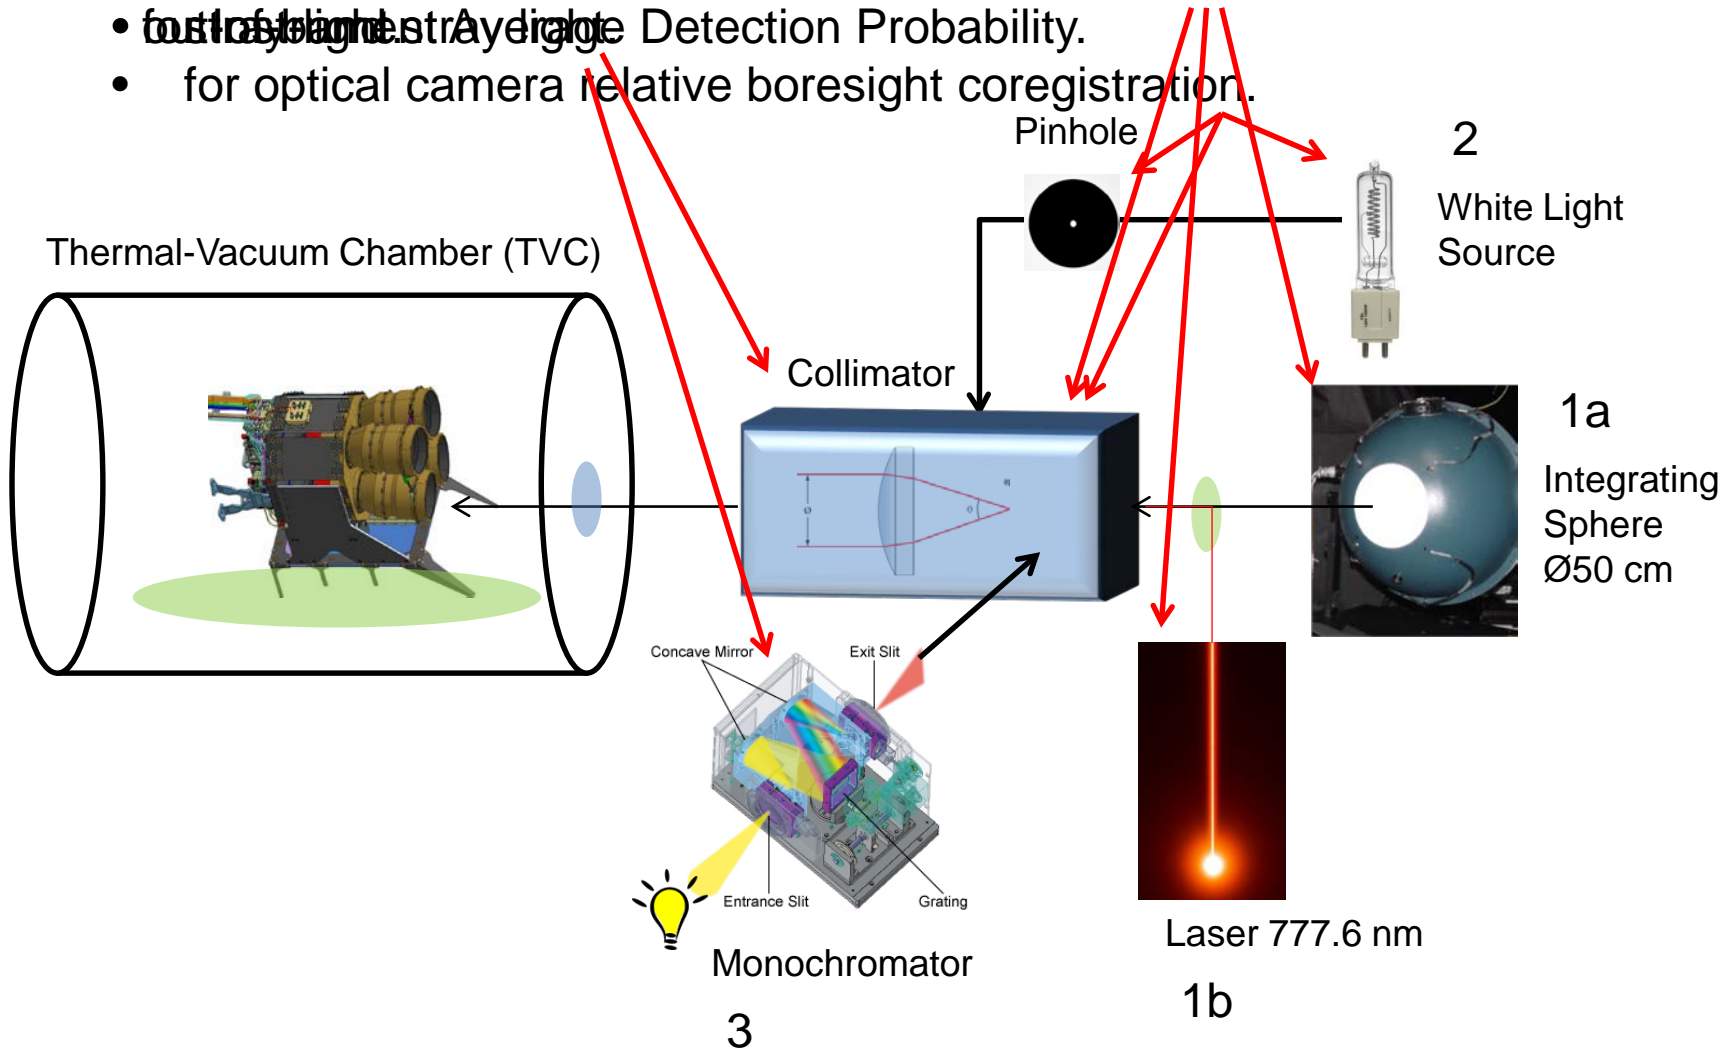 • Average Detection Probability.
• for optical camera relative boresight coregistration.
Pinhole
2
White Light
Source
Thermal-Vacuum Chamber (TVC)
Collimator
1a
Integrating
Sphere
Ø50 cm
Concave Mirror
Exit Slit
Entrance Slit
Grating
Laser 777.6 nm
Monochromator
1b
3